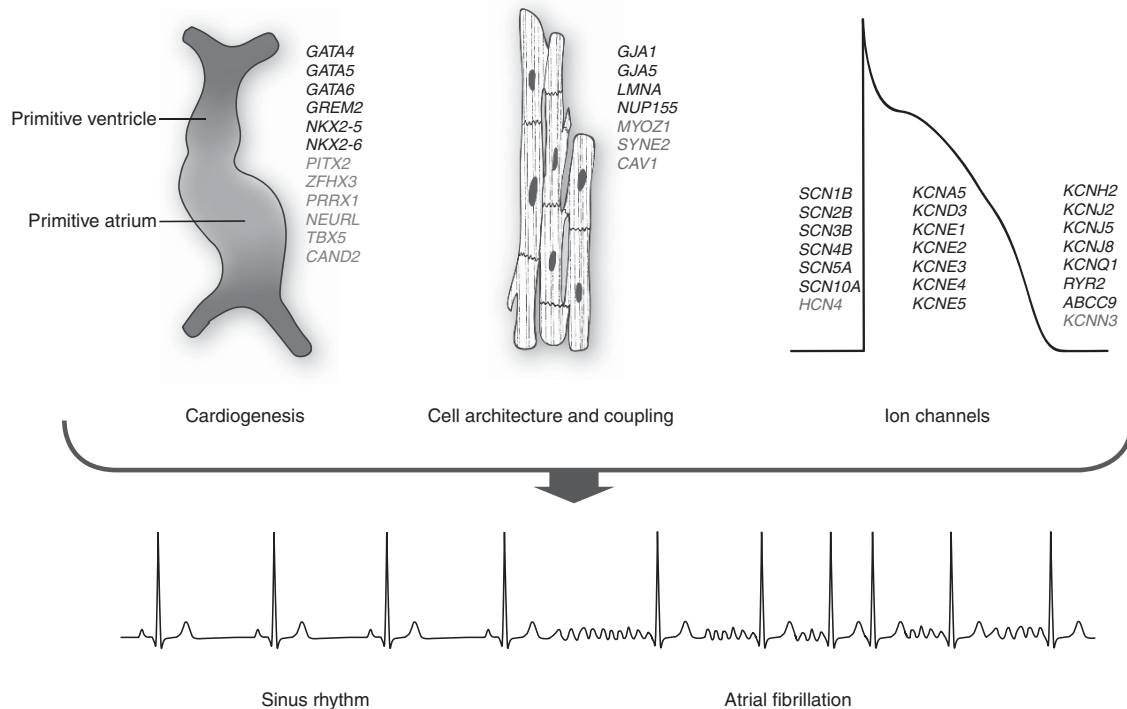 Primitive ventricle
Primitive atrium
GATA4
GATA5
GATA6
GREM2
NKX2-5
NKX2-6
PITX2
ZFHX3
PRRX1
NEURL
TBX5
CAND2
Cardiogenesis
GJA1
GJA5
LMNA
NUP155
MYOZ1
SYNE2
CAV1
Cell architecture and coupling
SCN1B
SCN2B
SCN3B
SCN4B
SCN5A
SCN10A
HCN4
KCNA5
KCND3
KCNE1
KCNE2
KCNE3
KCNE4
KCNE5
KCNH2
KCNJ2
KCNJ5
KCNJ8
KCNQ1
RYR2
ABCC9
KCNN3
Ion channels
Sinus rhythm
Atrial fibrillation